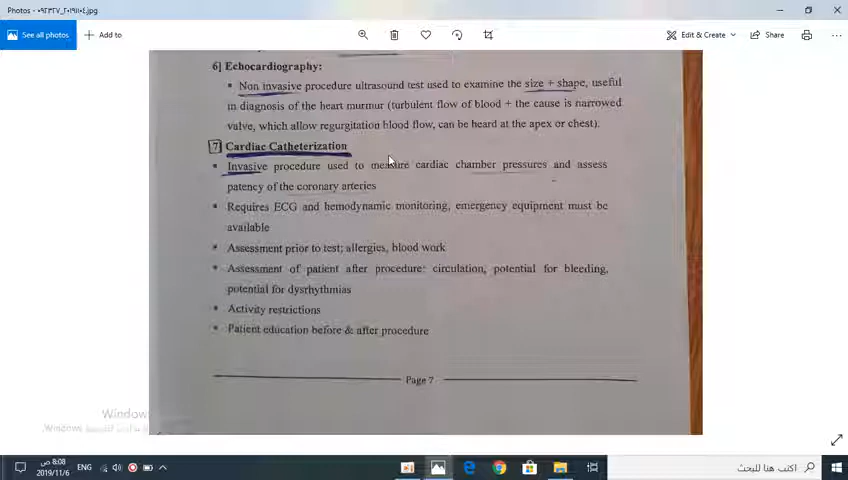 Photos - ٢٠١٩١١٠٤_٠٩٢٣٢٧.jpg
See all photos
Add to
Edit & Create
Share
6] Echocardiography:
Non invasive procedure ultrasound test used to examine the size + shape, useful
in diagnosis of the heart murmur (turbulent flow of blood + the cause is narrowed
valve, which allow regurgitation blood flow, can be heard at the apex or chest).
7] Cardiac Catheterization
Invasive procedure used to measure cardiac chamber pressures and assess
patency of the coronary arteries
Requires ECG and hemodynamic monitoring, emergency equipment must be
available
Assessment prior to test; allergies, blood work
Assessment of patient after procedure: circulation, potential for bleeding,
potential for dysrhythmias
Activity restrictions
Patient education before & after procedure
Page 7
Window
Windows.
ENG
8:08 ص
2019/11/6
اكتب هنا للبحث